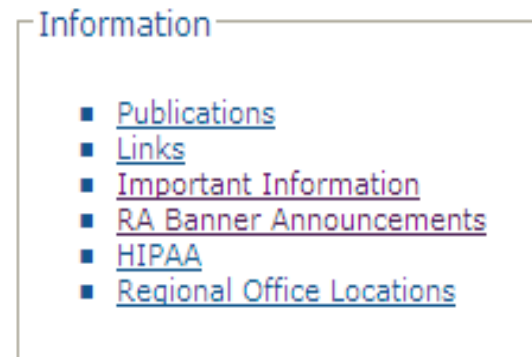 Information
Publications
Links
Important Information
RA Banner Announcements
HIPAA
Regional Office Locations